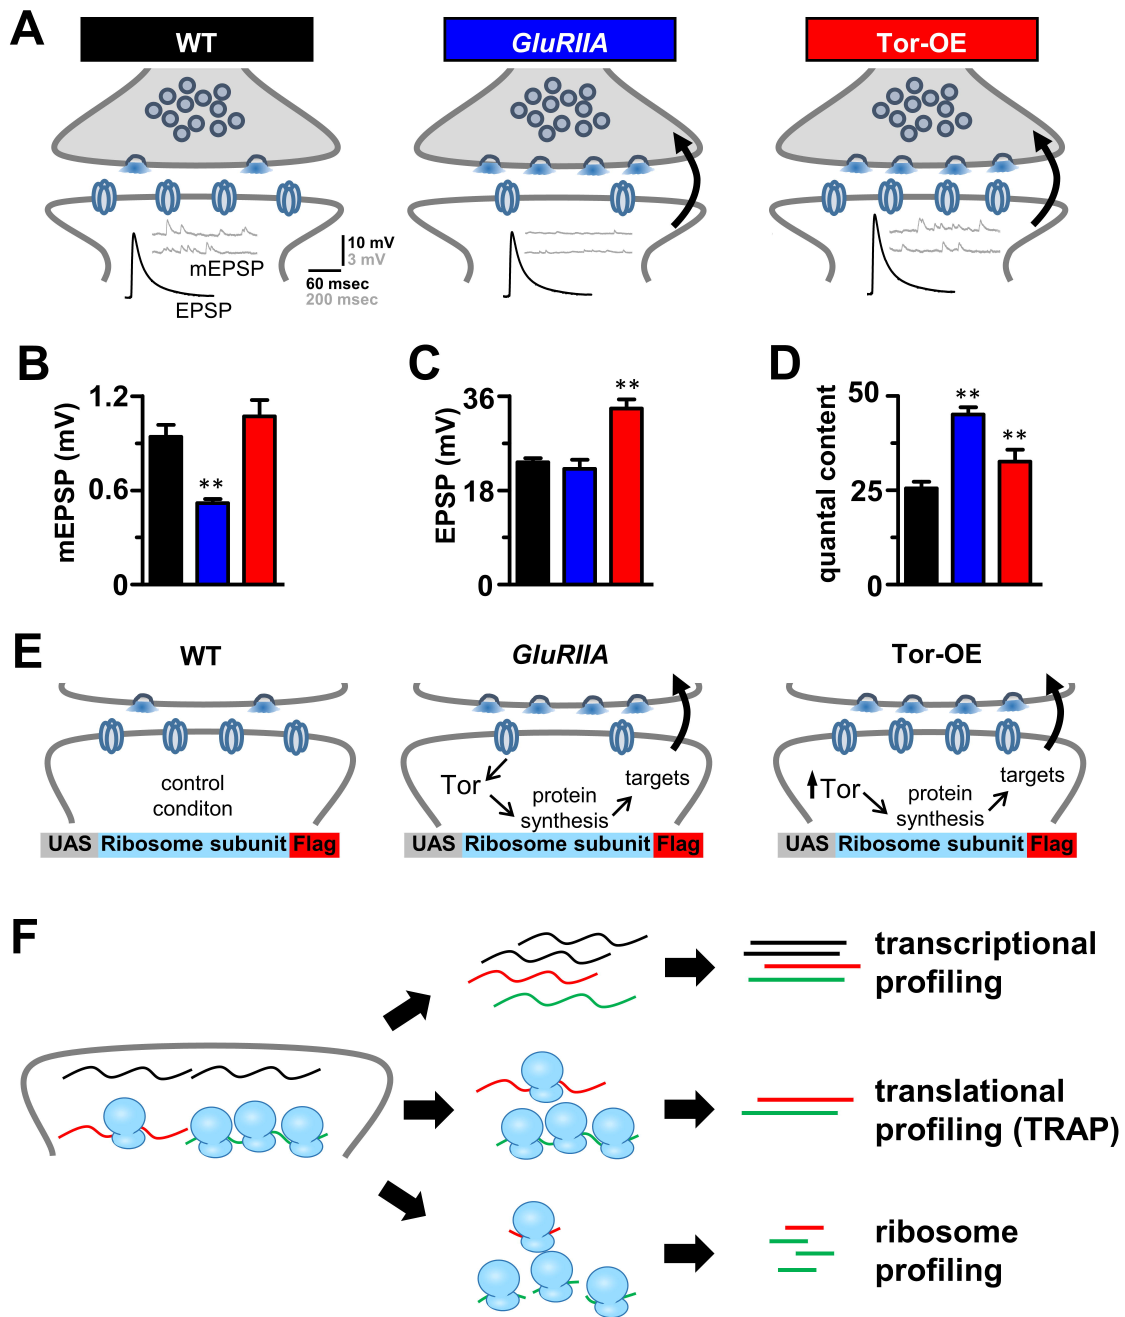 A
WT
GluRIIA
Tor-OE
mEPSP
EPSP
10 mV
3 mV
60 msec
200 msec
B
mEPSP (mV)
1.2
0.6
0
**
C
EPSP (mV)
36
18
0
**
D
quantal content
50
25
0
**
**
E
WT
GluRIIA
Tor-OE
control
conditon
UAS Ribosome subunit Flag
Tor
protein
synthesis
targets
UAS Ribosome subunit Flag
Tor
protein
synthesis
targets
UAS Ribosome subunit Flag
F
transcriptional
profiling
translational
profiling (TRAP)
ribosome
profiling